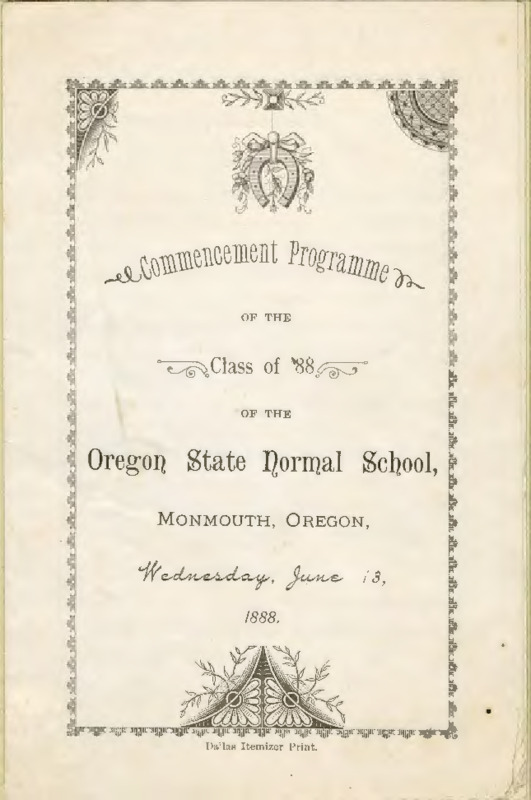 Commencement Programme
OF THE
Class of '88
OF THE
Oregon State Normal School,
MONMOUTH, OREGON,
Wednesday, June 13,
1888.
Dallas Itemizer Print.